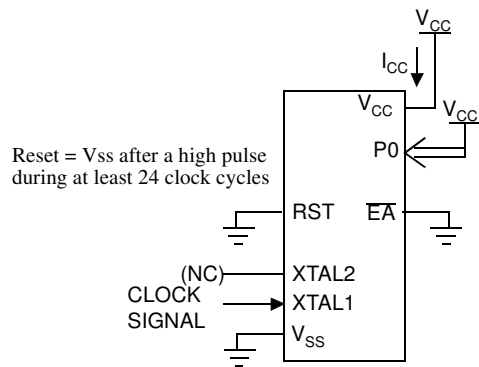 V_CC
I_CC
V_CC
V_CC
P0
Reset = Vss after a high pulse
during at least 24 clock cycles
RST
E̅A̅
(NC)
XTAL2
CLOCK
SIGNAL
XTAL1
V_SS